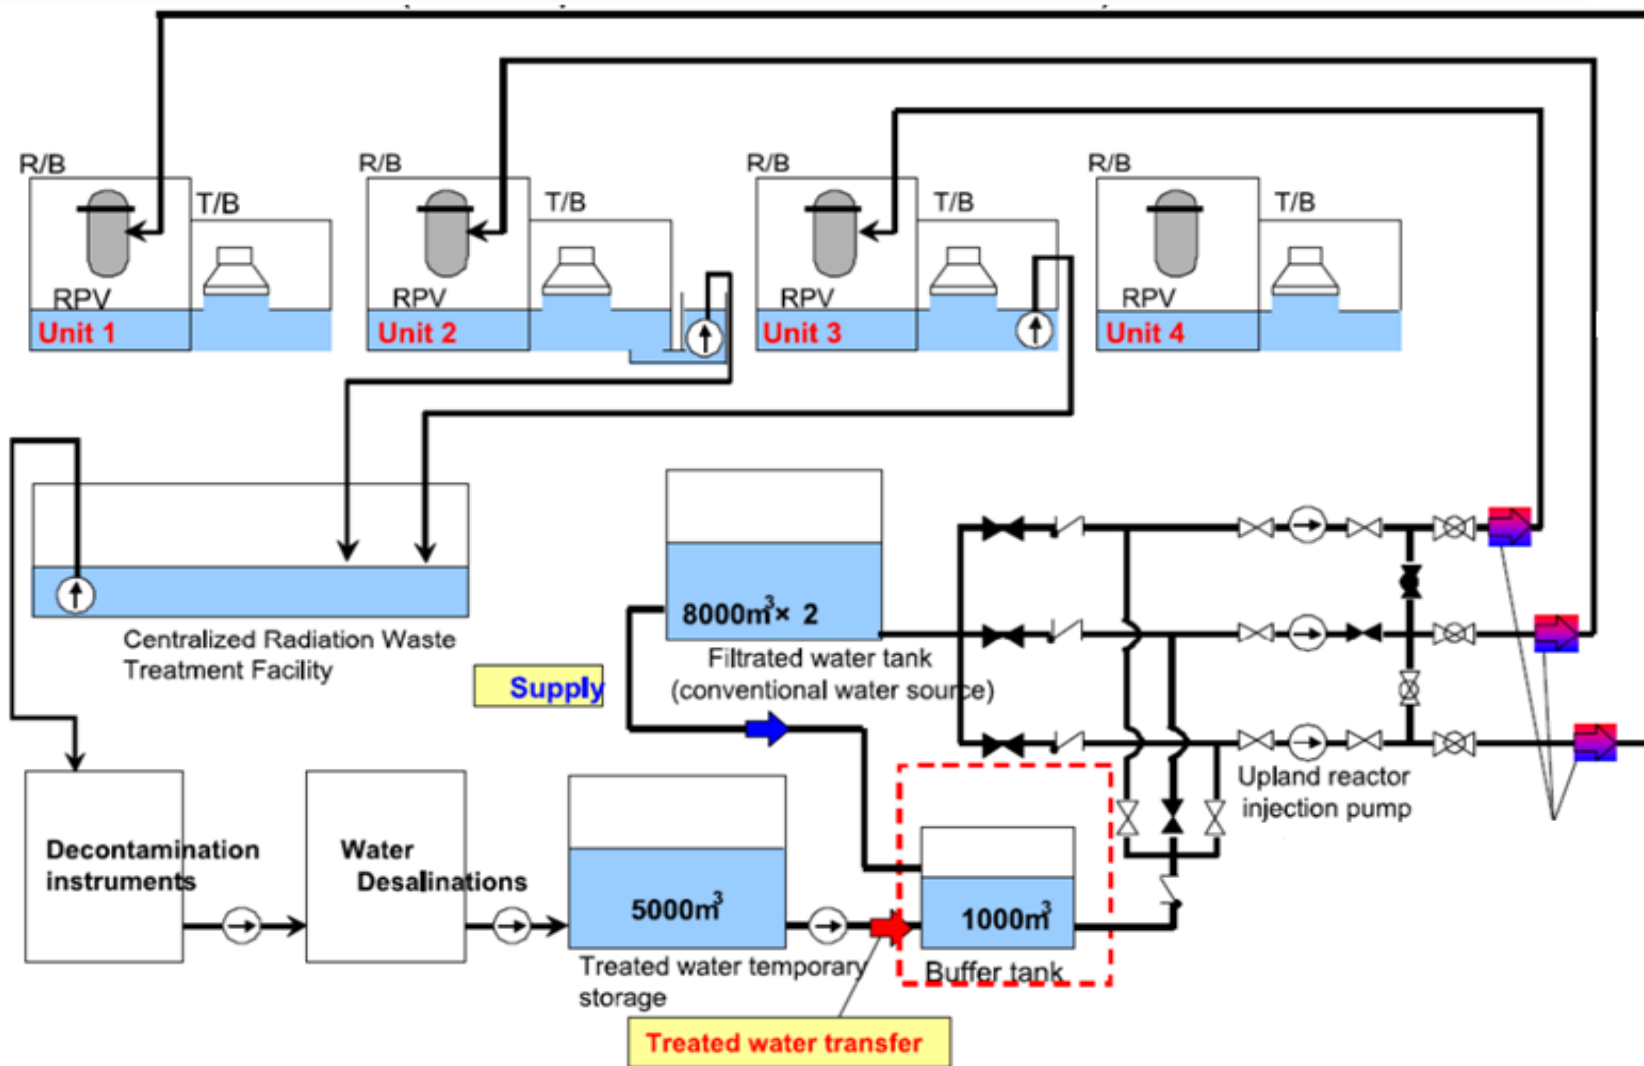 R/B
T/B
RPV
Unit 1
R/B
T/B
RPV
Unit 2
R/B
T/B
RPV
Unit 3
R/B
T/B
RPV
Unit 4
Centralized Radiation Waste
Treatment Facility
8000m³× 2
Filtrated water tank
(conventional water source)
Supply
Upland reactor
injection pump
Decontamination
instruments
Water
Desalinations
5000m³
Treated water temporary
storage
1000m³
Buffer tank
Treated water transfer